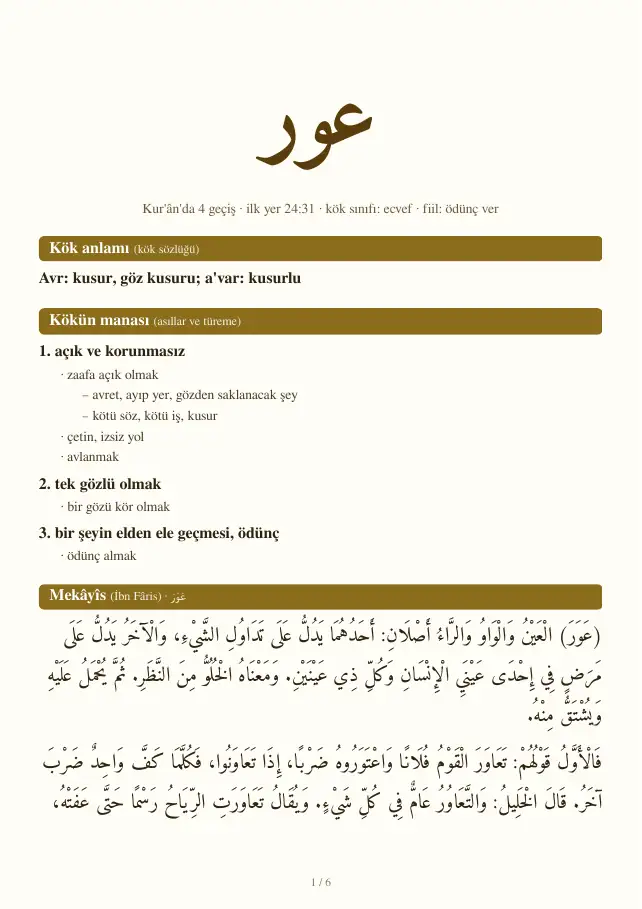 عور
Kur'ân'da 4 geçiş · ilk yer 24:31 · kök sınıfı: ecvef · fiil: ödünç ver
Kök anlamı (kök sözlüğü)
Avr: kusur, göz kusuru; a'var: kusurlu
Kökün manası (asıllar ve türeme)
1. açık ve korunmasız
· zaafa açık olmak
– avret, ayıp yer, gözden saklanacak şey
– kötü söz, kötü iş, kusur
· çetin, izsiz yol
· avlanmak
2. tek gözlü olmak
· bir gözü kör olmak
3. bir şeyin elden ele geçmesi, ödünç
· ödünç almak
Mekâyîs (İbn Fâris) · عَوَرَ
(عَوَرَ) الْعَيْنُ وَالْوَاوُ وَالرَّاءُ أَصْلَانِ: أَحَدُهُمَا يَدُلُّ عَلَى تَدَاوُلِ الشَّيْءِ، وَالْآخَرُ يَدُلُّ عَلَى
مَرَضٍ فِي إِحْدَى عَيْنَيِ الْإِنْسَانِ وَكُلِّ ذِي عَيْنَيْنِ. وَمَعْنَاهُ الْخُلُوُّ مِنَ النَّظَرِ. ثُمَّ يُحْمَلُ عَلَيْهِ
وَيُشْتَقُّ مِنْهُ.
فَالْأَوَّلُ قَوْلُهُمْ: تَعَاوَرَ الْقَوْمُ فُلَانًا وَاعْتَوَرُوهُ ضَرْبًا، إِذَا تَعَاوَنُوا، فَكُلَّمَا كَفَّ وَاحِدٌ ضَرْبَ
آخَرُ. قَالَ الْخَلِيلُ: وَالتَّعَاوُرُ عَامٌّ فِي كُلِّ شَيْءٍ. وَيُقَالُ تَعَاوَرَتِ الرِّيَاحُ رَسْمًا حَتَّى عَفَتْهُ،
1 / 6